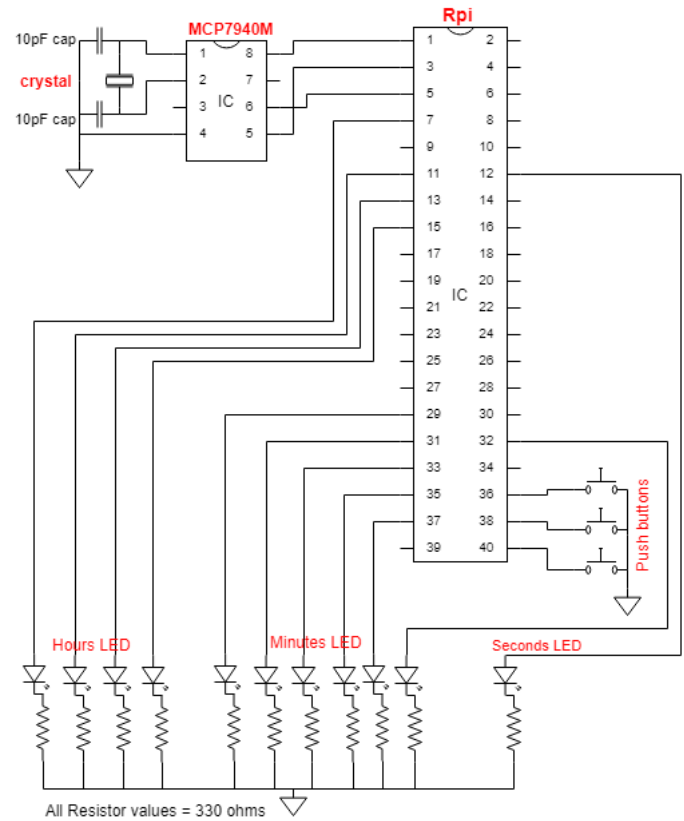 MCP7940M
10pF cap
crystal
10pF cap
1 8
2 7
3 6
4 5
IC
Rpi
1 2
3 4
5 6
7 8
9 10
11 12
13 14
15 16
17 18
19 20
IC
21 22
23 24
25 26
27 28
29 30
31 32
33 34
35 36
37 38
39 40
Push buttons
Hours LED
Minutes LED
Seconds LED
All Resistor values = 330 ohms